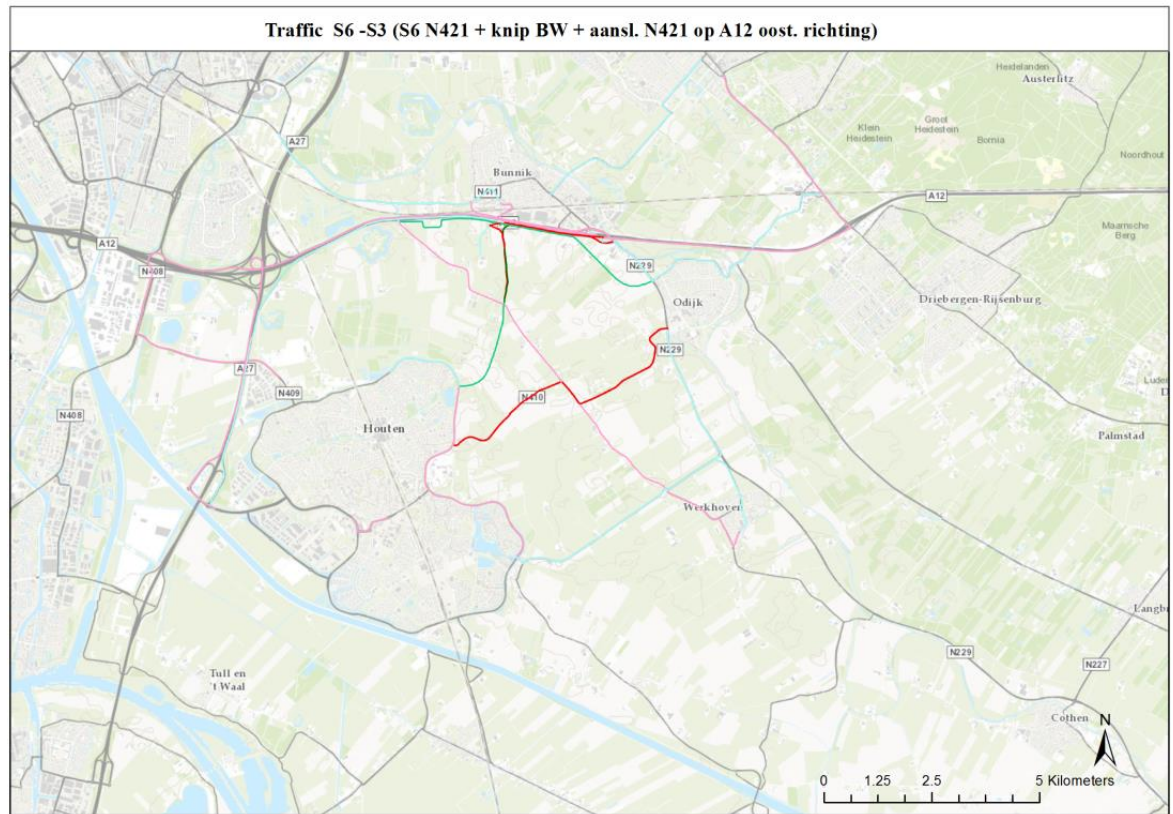 Traffic S6 -S3 (S6 N421 + knip BW + aansl. N421 op A12 oost. richting)
Heidelanden
Austerlitz
A27
Klein
Heidestein
Groot
Heidestein
Bornia
Noordhout
Bunnik
N411
A12
A12
Maarnsche
Berg
N408
N229
Odijk
Driebergen-Rijsenburg
N229
A27
N409
N410
N408
Houten
Palmstad
Werkhoven
Langb
N229
N227
Tull en
't Waal
Cothen
N
0 1.25 2.5 5 Kilometers